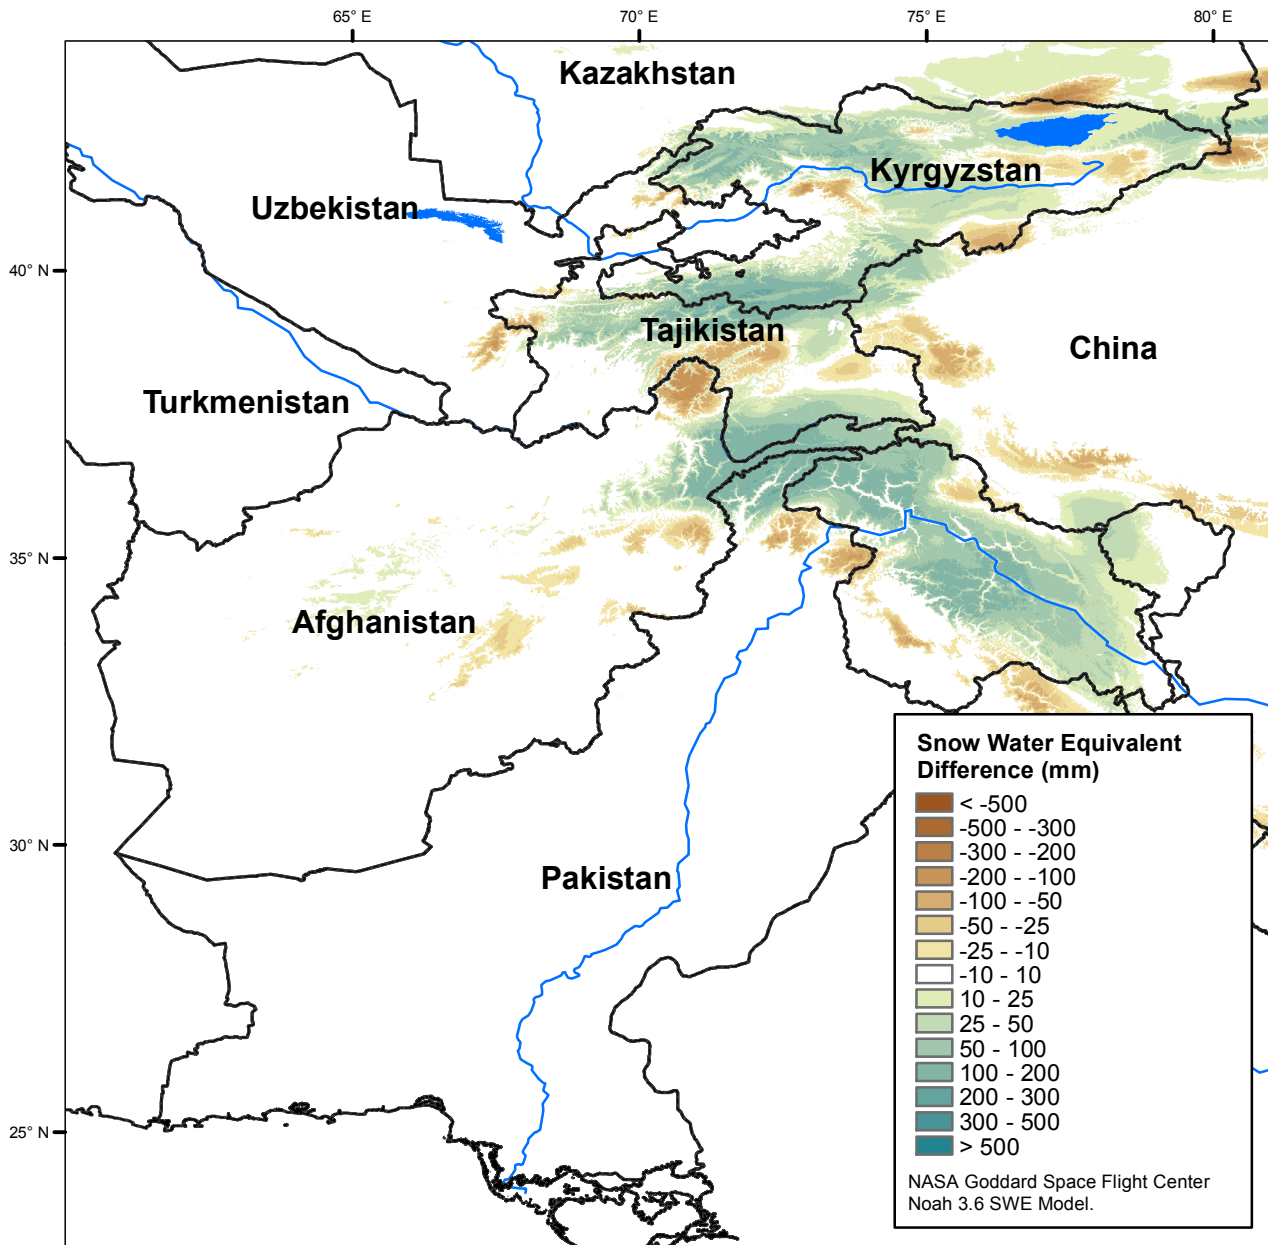 65° E
70° E
75° E
80° E
Kazakhstan
Kyrgyzstan
Uzbekistan
40° N
Tajikistan
China
Turkmenistan
35° N
Afghanistan
30° N
Pakistan
25° N
Snow Water Equivalent
Difference (mm)
< -500
-500 - -300
-300 - -200
-200 - -100
-100 - -50
-50 - -25
-25 - -10
-10 - 10
10 - 25
25 - 50
50 - 100
100 - 200
200 - 300
300 - 500
> 500
NASA Goddard Space Flight Center
Noah 3.6 SWE Model.